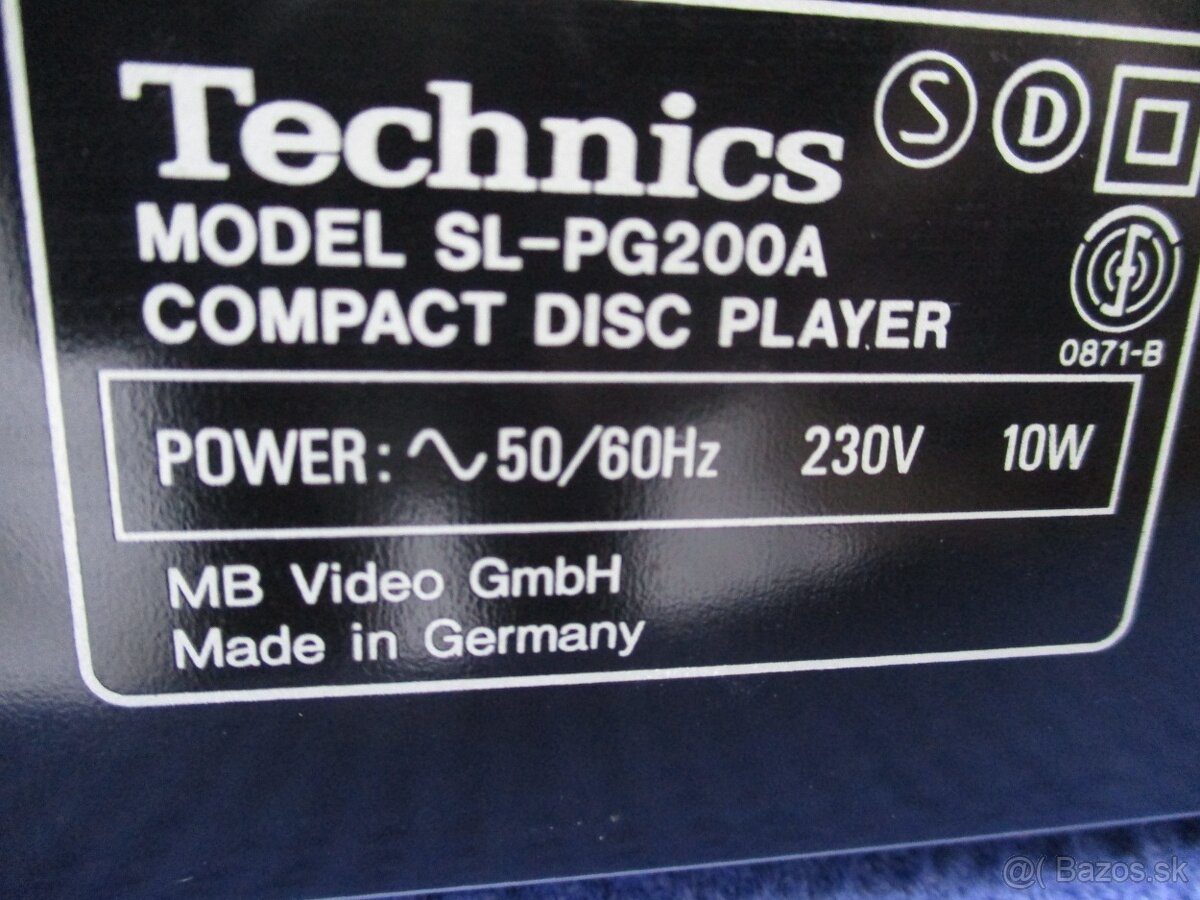 Technics S D
MODEL SL-PG200A
COMPACT DISC PLAYER
0871-B
POWER: ∿50/60Hz 230V 10W
MB Video GmbH
Made in Germany
@( Bazos.sk